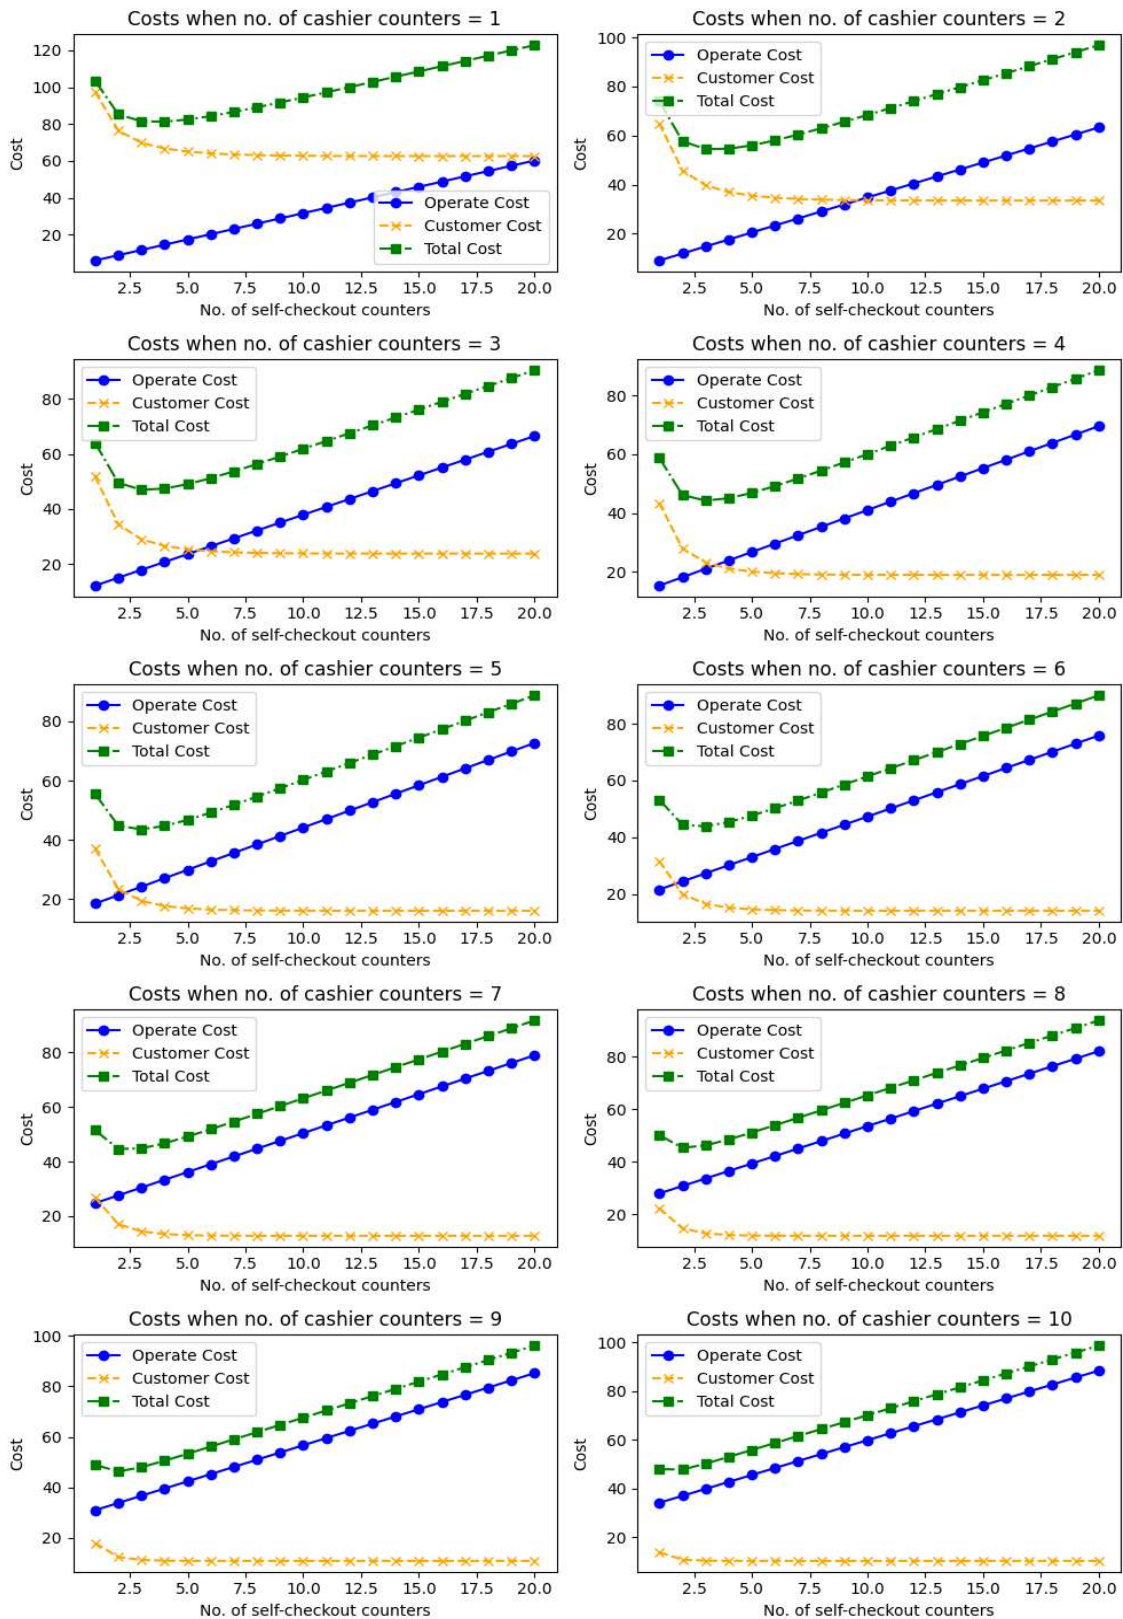 Costs when no. of cashier counters = 1
120
100
80
60
40
20
Cost
Operate Cost
Customer Cost
Total Cost
2.5 5.0 7.5 10.0 12.5 15.0 17.5 20.0
No. of self-checkout counters
Costs when no. of cashier counters = 2
100
80
60
40
20
Cost
Operate Cost
Customer Cost
Total Cost
2.5 5.0 7.5 10.0 12.5 15.0 17.5 20.0
No. of self-checkout counters
Costs when no. of cashier counters = 3
80
60
40
20
Cost
Operate Cost
Customer Cost
Total Cost
2.5 5.0 7.5 10.0 12.5 15.0 17.5 20.0
No. of self-checkout counters
Costs when no. of cashier counters = 4
80
60
40
20
Cost
Operate Cost
Customer Cost
Total Cost
2.5 5.0 7.5 10.0 12.5 15.0 17.5 20.0
No. of self-checkout counters
Costs when no. of cashier counters = 5
80
60
40
20
Cost
Operate Cost
Customer Cost
Total Cost
2.5 5.0 7.5 10.0 12.5 15.0 17.5 20.0
No. of self-checkout counters
Costs when no. of cashier counters = 6
80
60
40
20
Cost
Operate Cost
Customer Cost
Total Cost
2.5 5.0 7.5 10.0 12.5 15.0 17.5 20.0
No. of self-checkout counters
Costs when no. of cashier counters = 7
80
60
40
20
Cost
Operate Cost
Customer Cost
Total Cost
2.5 5.0 7.5 10.0 12.5 15.0 17.5 20.0
No. of self-checkout counters
Costs when no. of cashier counters = 8
80
60
40
20
Cost
Operate Cost
Customer Cost
Total Cost
2.5 5.0 7.5 10.0 12.5 15.0 17.5 20.0
No. of self-checkout counters
Costs when no. of cashier counters = 9
100
80
60
40
20
Cost
Operate Cost
Customer Cost
Total Cost
2.5 5.0 7.5 10.0 12.5 15.0 17.5 20.0
No. of self-checkout counters
Costs when no. of cashier counters = 10
100
80
60
40
20
Cost
Operate Cost
Customer Cost
Total Cost
2.5 5.0 7.5 10.0 12.5 15.0 17.5 20.0
No. of self-checkout counters